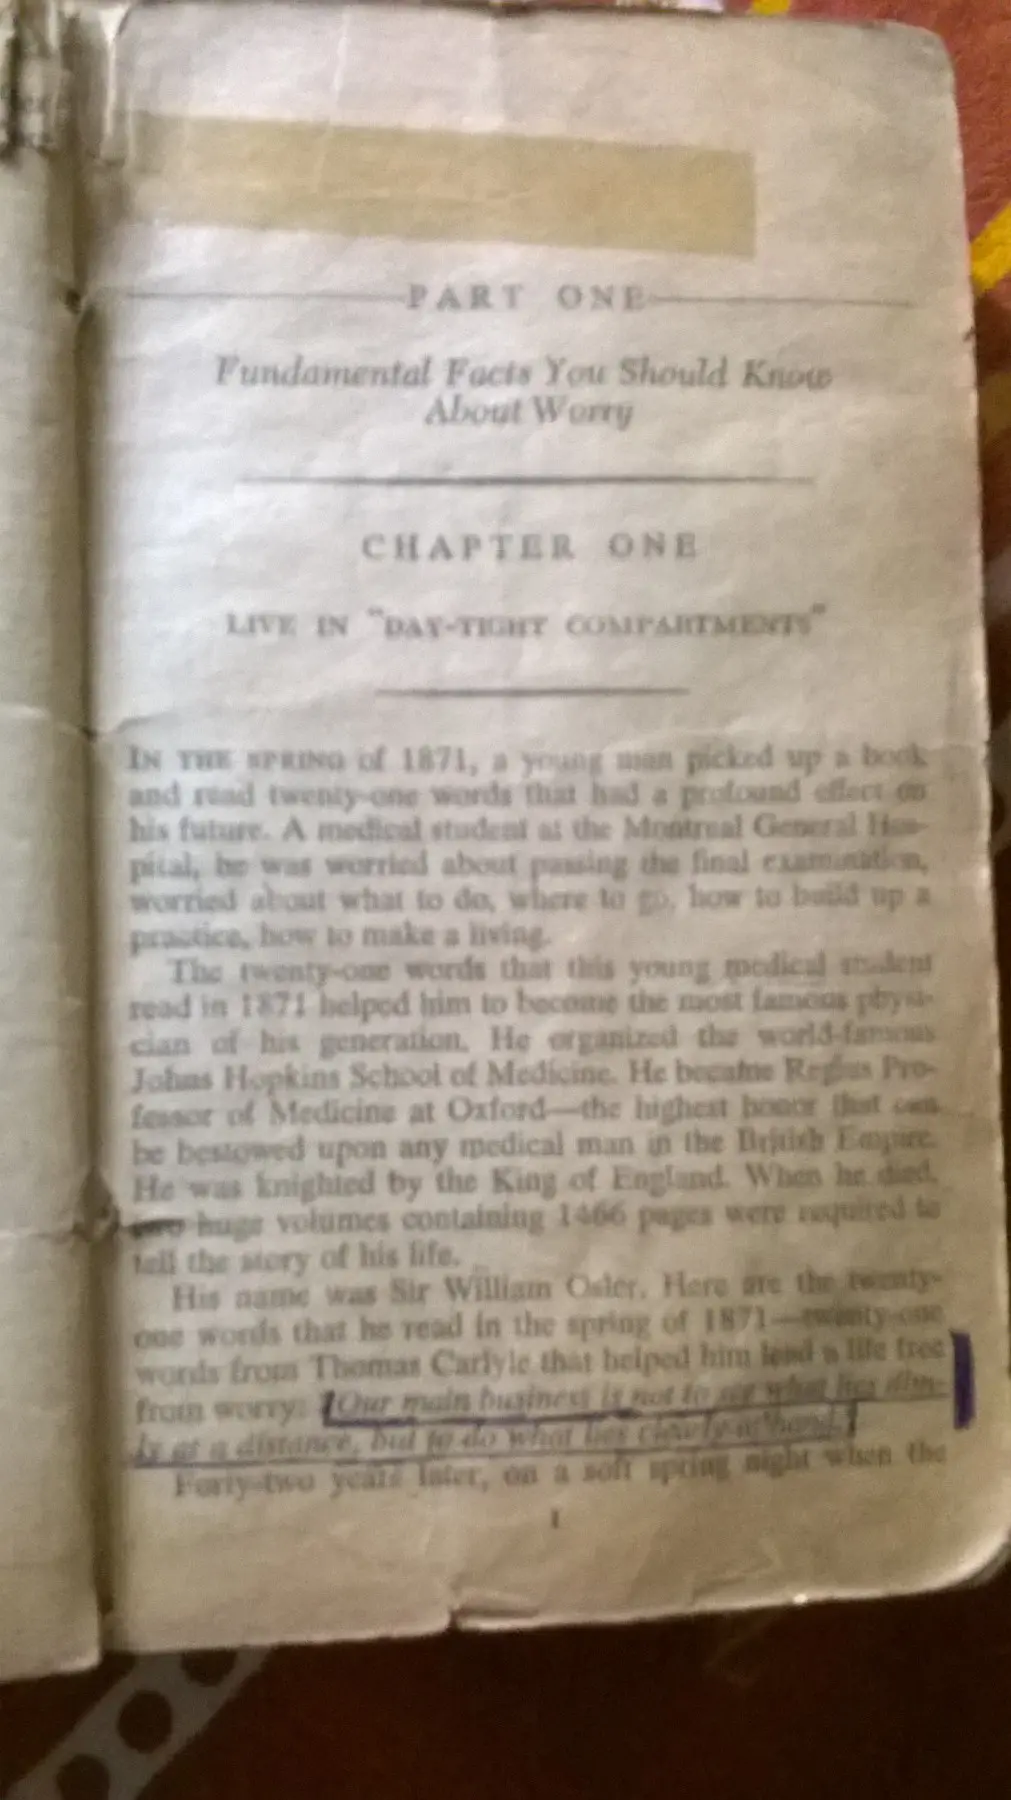 PART ONE
Fundamental Facts You Should Know
About Worry
CHAPTER ONE
LIVE IN "DAY-TIGHT COMPARTMENTS"
IN THE SPRING of 1871, a young man picked up a book
and read twenty-one words that had a profound effect on
his future. A medical student at the Montreal General Hos-
pital, he was worried about passing the final examination,
worried about what to do, where to go, how to build up a
practice, how to make a living.
The twenty-one words that this young medical student
read in 1871 helped him to become the most famous physi-
cian of his generation. He organized the world-famous
Johns Hopkins School of Medicine. He became Regius Pro-
fessor of Medicine at Oxford—the highest honor that can
be bestowed upon any medical man in the British Empire.
He was knighted by the King of England. When he died,
two huge volumes containing 1466 pages were required to
tell the story of his life.
His name was Sir William Osler. Here are the twenty-
one words that he read in the spring of 1871—twenty-one
words from Thomas Carlyle that helped him lead a life free
from worry: Our main business is not to see what lies dim-
ly at a distance, but to do what lies clearly at hand.
Forty-two years later, on a soft spring night when the
1